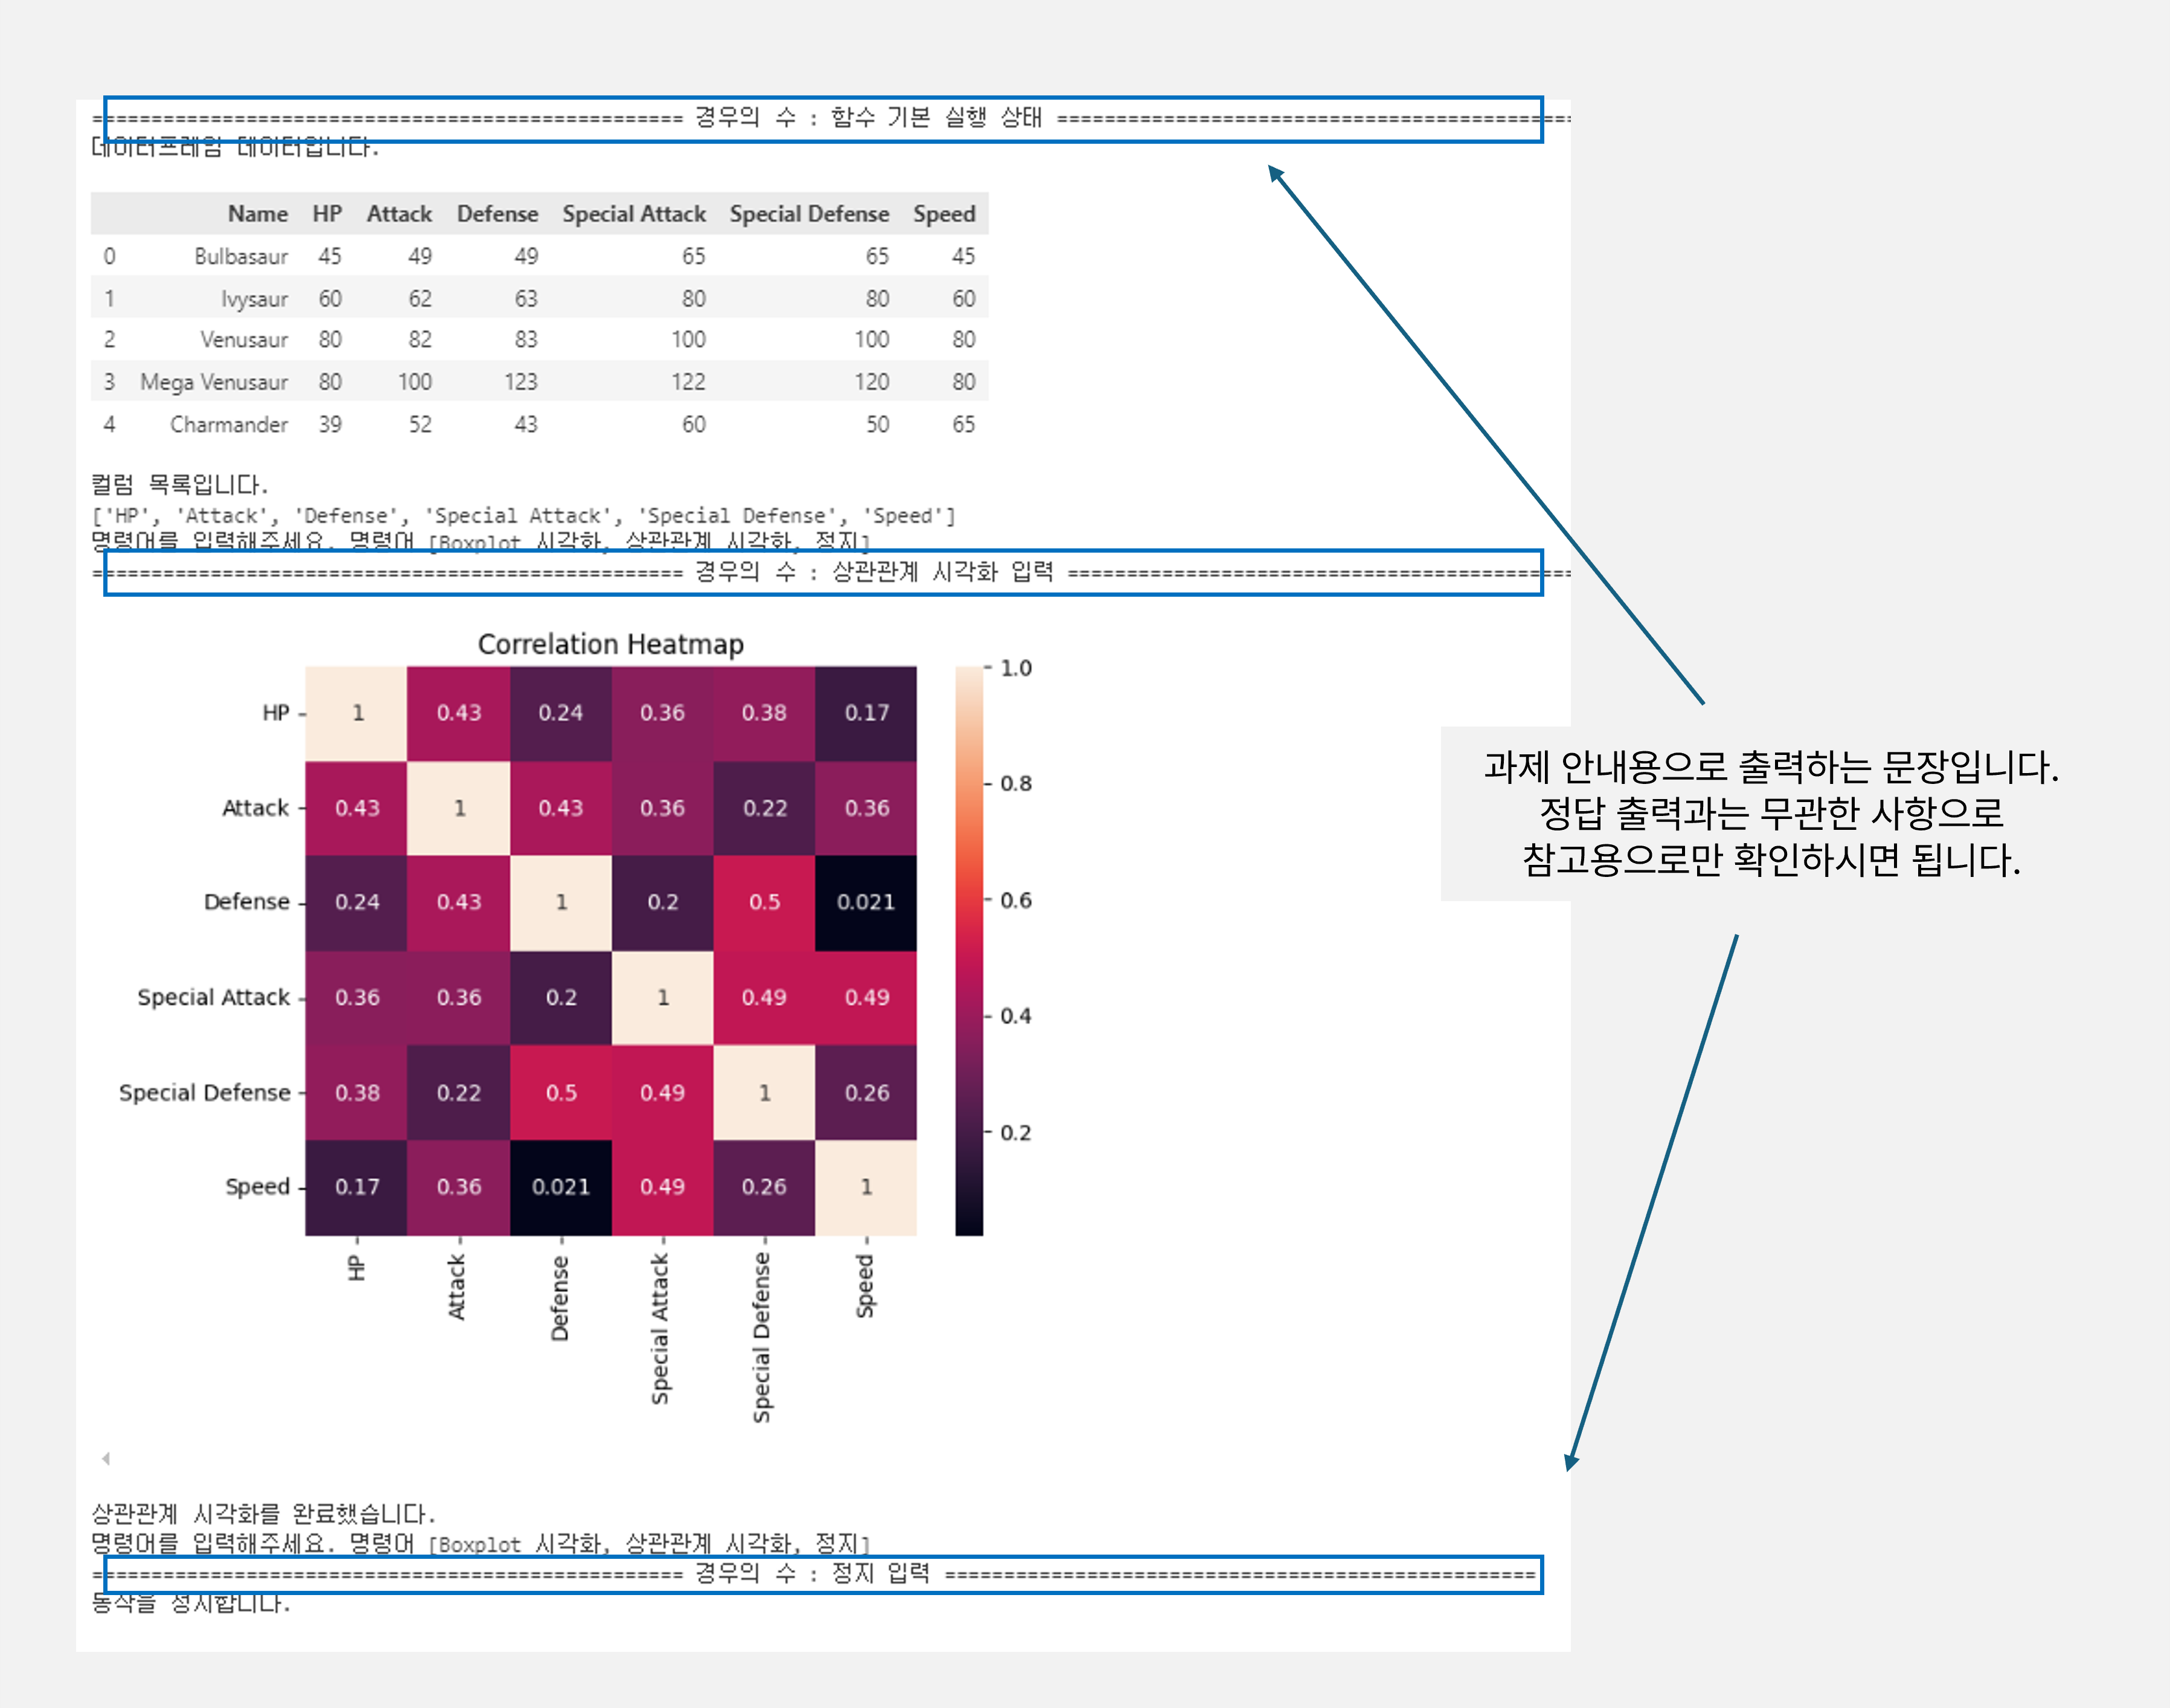 ================================================== 경우의 수 : 함수 기본 실행 상태 ============================================
데이터프레임 데이터입니다.
Name HP Attack Defense Special Attack Special Defense Speed
0 Bulbasaur 45 49 49 65 65 45
1 Ivysaur 60 62 63 80 80 60
2 Venusaur 80 82 83 100 100 80
3 Mega Venusaur 80 100 123 122 120 80
4 Charmander 39 52 43 60 50 65
컬럼 목록입니다.
['HP', 'Attack', 'Defense', 'Special Attack', 'Special Defense', 'Speed']
명령어를 입력해주세요. 명령어 [Boxplot 시각화, 상관관계 시각화, 정지]
================================================== 경우의 수 : 상관관계 시각화 입력 ===========================================
Correlation Heatmap
HP 1 0.43 0.24 0.36 0.38 0.17
Attack 0.43 1 0.43 0.36 0.22 0.36
Defense 0.24 0.43 1 0.2 0.5 0.021
Special Attack 0.36 0.36 0.2 1 0.49 0.49
Special Defense 0.38 0.22 0.5 0.49 1 0.26
Speed 0.17 0.36 0.021 0.49 0.26 1
HP Attack Defense Special Attack Special Defense Speed
1.0
0.8
0.6
0.4
0.2
과제 안내용으로 출력하는 문장입니다.
정답 출력과는 무관한 사항으로
참고용으로만 확인하시면 됩니다.
상관관계 시각화를 완료했습니다.
명령어를 입력해주세요. 명령어 [Boxplot 시각화, 상관관계 시각화, 정지]
================================================== 경우의 수 : 정지 입력 ==================================================
동작을 정지합니다.